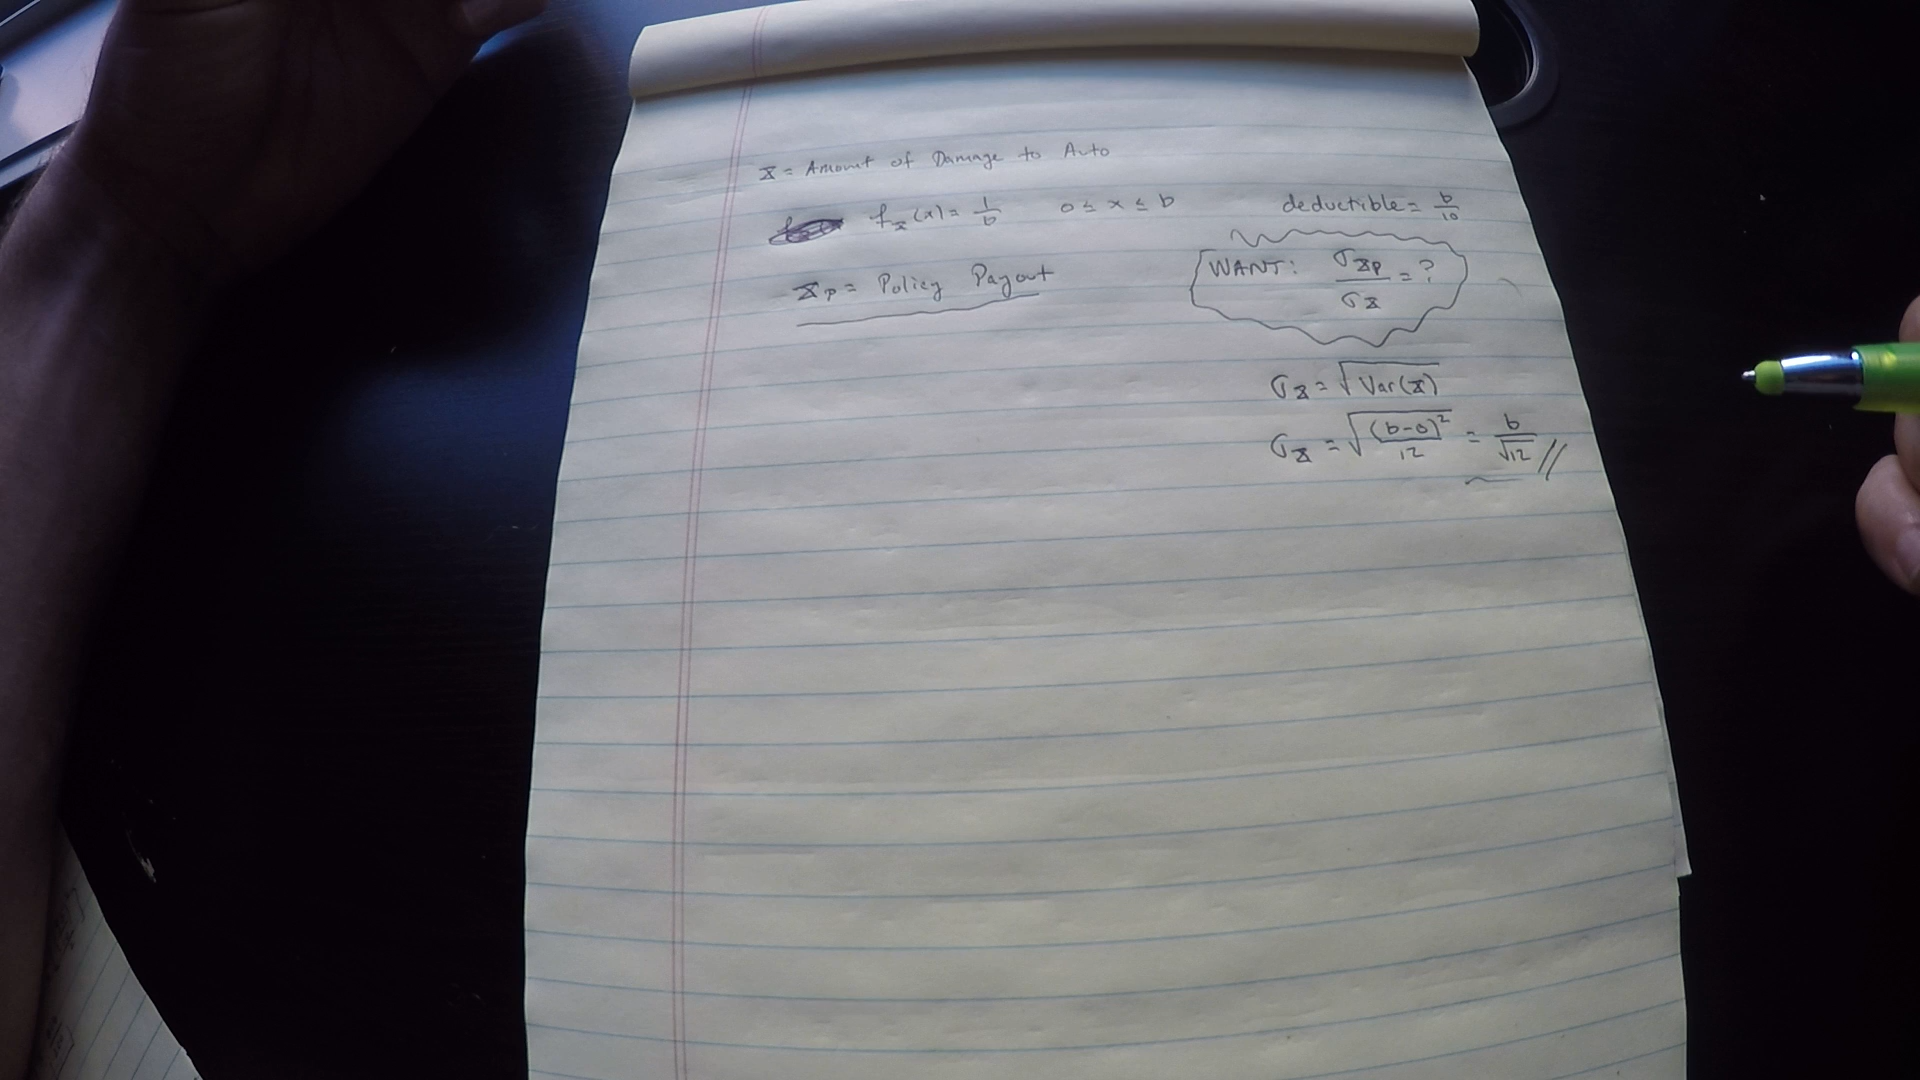 X = Amount of Damage to Auto
f_X(x) = 1/b 0 ≤ x ≤ b deductible = b/10
X_P = Policy Payout
WANT: σ_X_P / σ_X = ?
σ_X = √Var(X)
σ_X = √((b-0)²/12) = b/√12 //